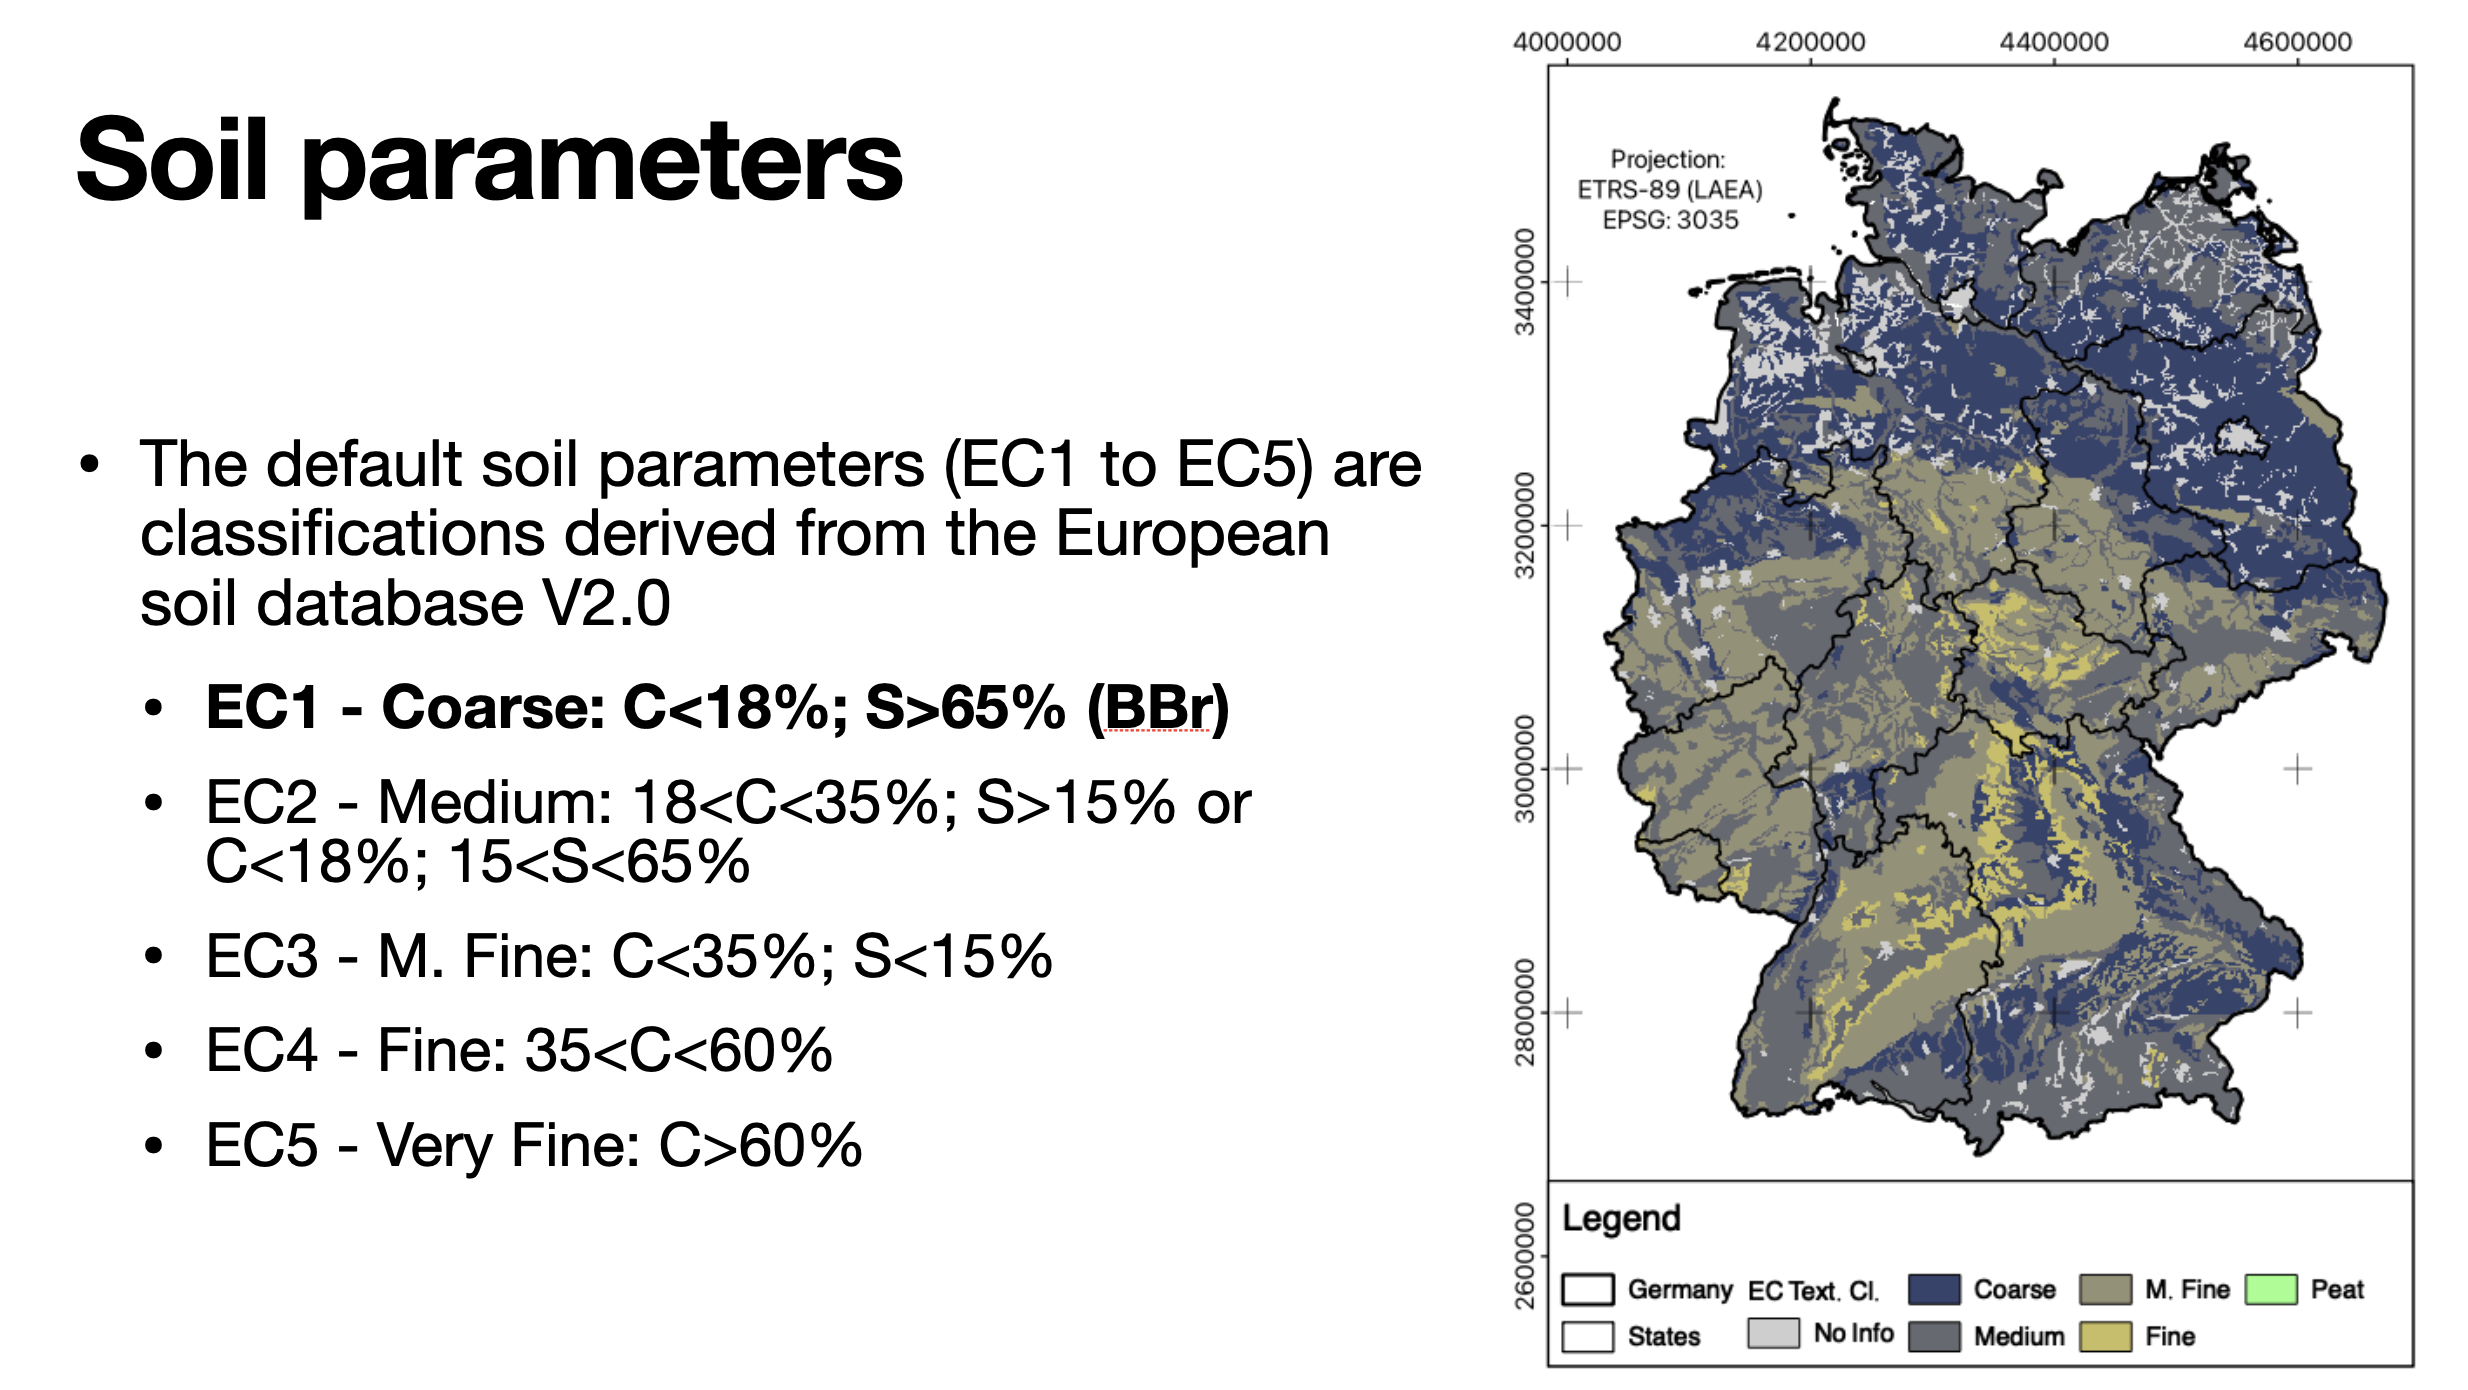 Soil parameters
• The default soil parameters (EC1 to EC5) are
classifications derived from the European
soil database V2.0
• EC1 - Coarse: C<18%; S>65% (BBr)
• EC2 - Medium: 18<C<35%; S>15% or
C<18%; 15<S<65%
• EC3 - M. Fine: C<35%; S<15%
• EC4 - Fine: 35<C<60%
• EC5 - Very Fine: C>60%
4000000 4200000 4400000 4600000
Projection:
ETRS-89 (LAEA)
EPSG: 3035
3400000
3200000
3000000
2800000
2600000
Legend
Germany EC Text. Cl. Coarse M. Fine Peat
States No Info Medium Fine